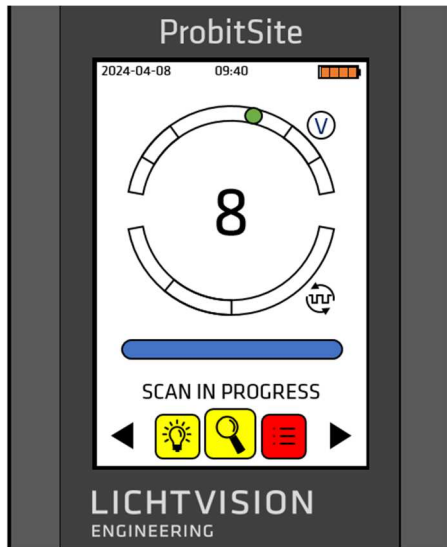 ProbitSite
2024-04-08 09:40
V
8
SCAN IN PROGRESS
LICHTVISION
ENGINEERING